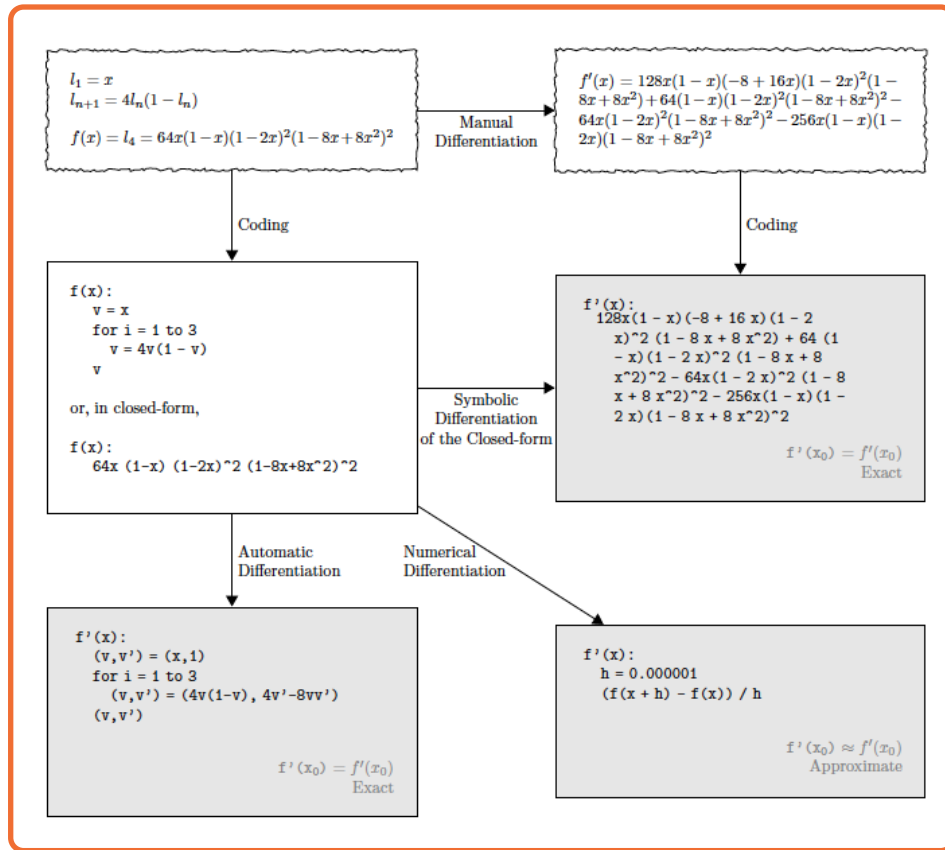 l₁ = x
lₙ₊₁ = 4lₙ(1 − lₙ)
f(x) = l₄ = 64x(1−x)(1−2x)²(1−8x+8x²)²
Manual
Differentiation
f′(x) = 128x(1 − x)(−8 + 16x)(1 − 2x)²(1 −
8x+8x²)+64(1−x)(1−2x)²(1−8x+8x²)²−
64x(1 − 2x)²(1 − 8x + 8x²)² − 256x(1 − x)(1 −
2x)(1 − 8x + 8x²)²
Coding
Coding
f(x):
v = x
for i = 1 to 3
v = 4v(1 - v)
v
or, in closed-form,
f(x):
64x (1-x) (1-2x)^2 (1-8x+8x^2)^2
Symbolic
Differentiation
of the Closed-form
f'(x):
128x(1 - x)(-8 + 16 x)(1 - 2
x)^2 (1 - 8 x + 8 x^2) + 64 (1
- x)(1 - 2 x)^2 (1 - 8 x + 8
x^2)^2 - 64x(1 - 2 x)^2 (1 - 8
x + 8 x^2)^2 - 256x(1 - x)(1 -
2 x)(1 - 8 x + 8 x^2)^2
f'(x₀) = f′(x₀)
Exact
Automatic
Differentiation
Numerical
Differentiation
f'(x):
(v,v') = (x,1)
for i = 1 to 3
(v,v') = (4v(1-v), 4v'-8vv')
(v,v')
f'(x₀) = f′(x₀)
Exact
f'(x):
h = 0.000001
(f(x + h) - f(x)) / h
f'(x₀) ≈ f′(x₀)
Approximate